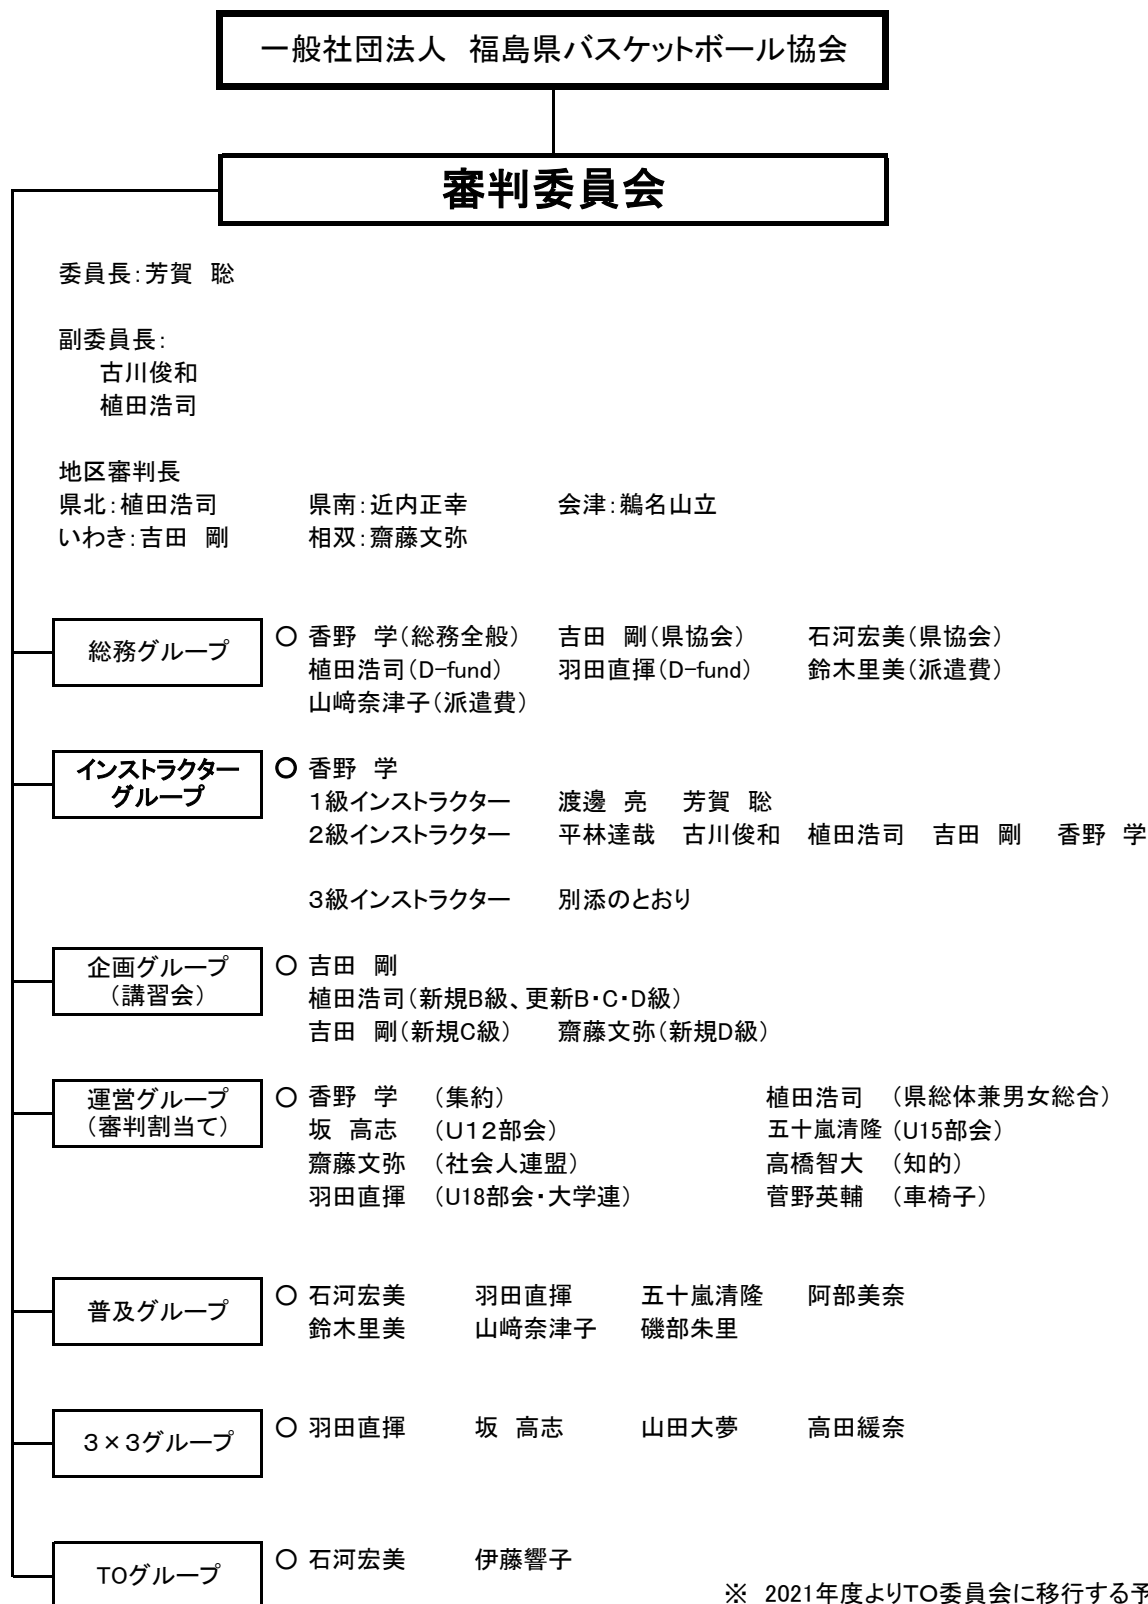 一般社団法人　福島県バスケットボール協会
審判委員会
委員長：芳賀　聡
副委員長：
古川俊和
植田浩司
地区審判長
県北：植田浩司　県南：近内正幸　会津：鵜名山立
いわき：吉田　剛　相双：齋藤文弥
総務グループ
○ 香野　学（総務全般）　吉田　剛（県協会）　石河宏美（県協会）
植田浩司（D-fund）　羽田直揮（D-fund）　鈴木里美（派遣費）
山﨑奈津子（派遣費）
インストラクター
グループ
○ 香野　学
１級インストラクター　渡邊　亮　芳賀　聡
２級インストラクター　平林達哉　古川俊和　植田浩司　吉田　剛　香野　学
３級インストラクター　別添のとおり
企画グループ
（講習会）
○ 吉田　剛
植田浩司（新規B級、更新B・C・D級）
吉田　剛（新規C級）　齋藤文弥（新規D級）
運営グループ
（審判割当て）
○ 香野　学　（集約）　植田浩司　（県総体兼男女総合）
坂　高志　（U１２部会）　五十嵐清隆（U15部会）
齋藤文弥　（社会人連盟）　高橋智大　（知的）
羽田直揮　（U18部会・大学連）　菅野英輔　（車椅子）
普及グループ
○ 石河宏美　羽田直揮　五十嵐清隆　阿部美奈
鈴木里美　山﨑奈津子　磯部朱里
３×３グループ
○ 羽田直揮　坂　高志　山田大夢　高田緩奈
TOグループ
○ 石河宏美　伊藤響子
※　2021年度よりTO委員会に移行する予